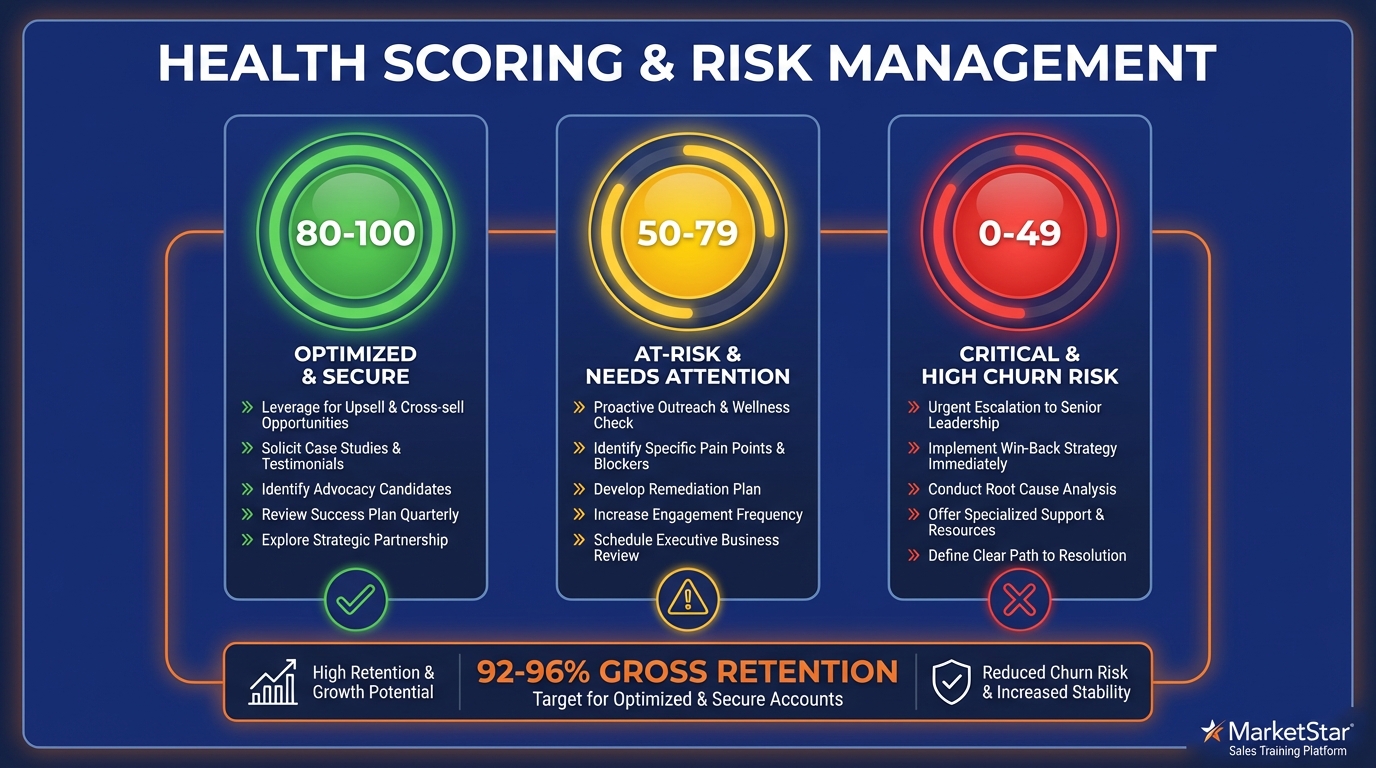 HEALTH SCORING & RISK MANAGEMENT
80-100
OPTIMIZED
& SECURE
Leverage for Upsell & Cross-sell
Opportunities
Solicit Case Studies &
Testimonials
Identify Advocacy Candidates
Review Success Plan Quarterly
Explore Strategic Partnership
50-79
AT-RISK &
NEEDS ATTENTION
Proactive Outreach & Wellness
Check
Identify Specific Pain Points &
Blockers
Develop Remediation Plan
Increase Engagement Frequency
Schedule Executive Business
Review
0-49
CRITICAL &
HIGH CHURN RISK
Urgent Escalation to Senior
Leadership
Implement Win-Back Strategy
Immediately
Conduct Root Cause Analysis
Offer Specialized Support &
Resources
Define Clear Path to Resolution
High Retention &
Growth Potential
92-96% GROSS RETENTION
Target for Optimized & Secure Accounts
Reduced Churn Risk
& Increased Stability
MarketStar
Sales Training Platform